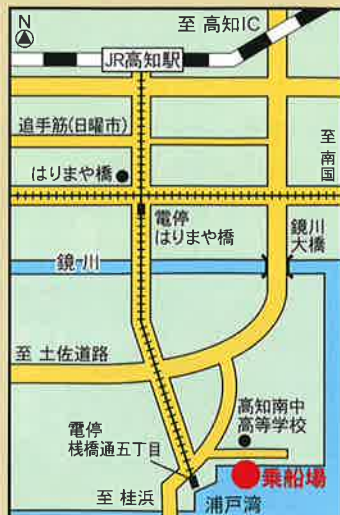 N
至 高知IC
JR高知駅
追手筋(日曜市)
至 南国
はりまや橋
電停
はりまや橋
鏡川
大橋
鏡 川
至 土佐道路
高知南中
高等学校
電停
桟橋通五丁目
乗船場
至 桂浜
浦戸湾